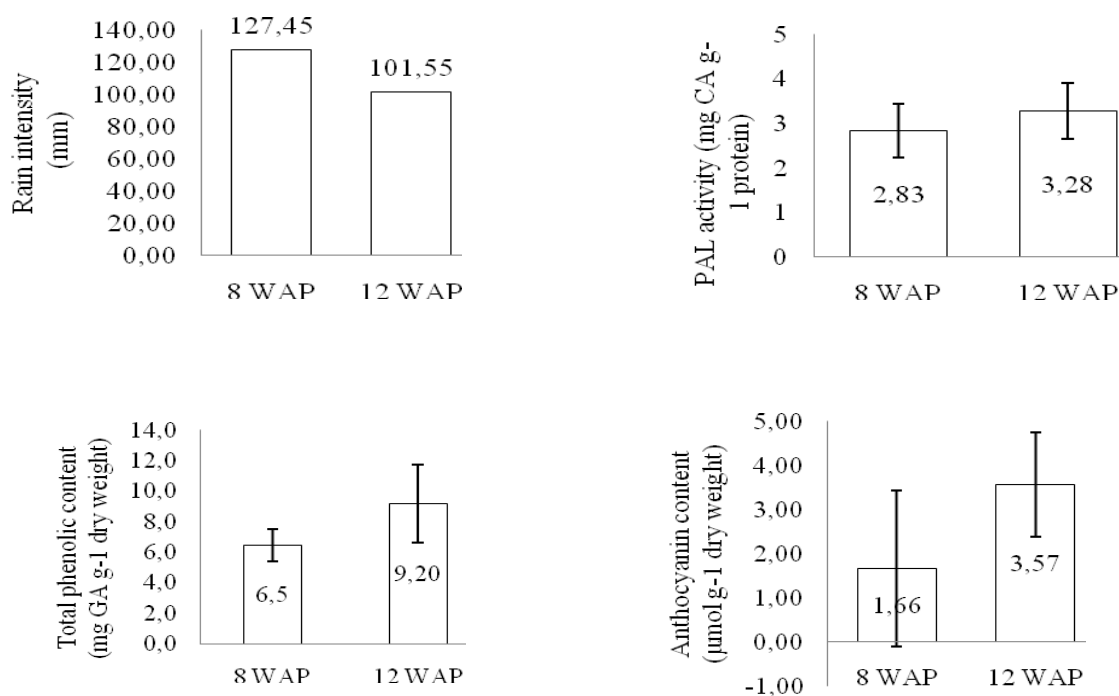 Rain intensity
(mm)
140,00
120,00
100,00
80,00
60,00
40,00
20,00
0,00
127,45
101,55
8 WAP
12 WAP
PAL activity (mg CA g-
1 protein)
5
4
3
2
1
0
2,83
3,28
8 WAP
12 WAP
Total phenolic content
(mg GA g-1 dry weight)
14,0
12,0
10,0
8,0
6,0
4,0
2,0
0,0
6,5
9,20
8 WAP
12 WAP
Anthocyanin content
(µmol g-1 dry weight)
5,00
4,00
3,00
2,00
1,00
0,00
-1,00
1,66
3,57
8 WAP
12 WAP